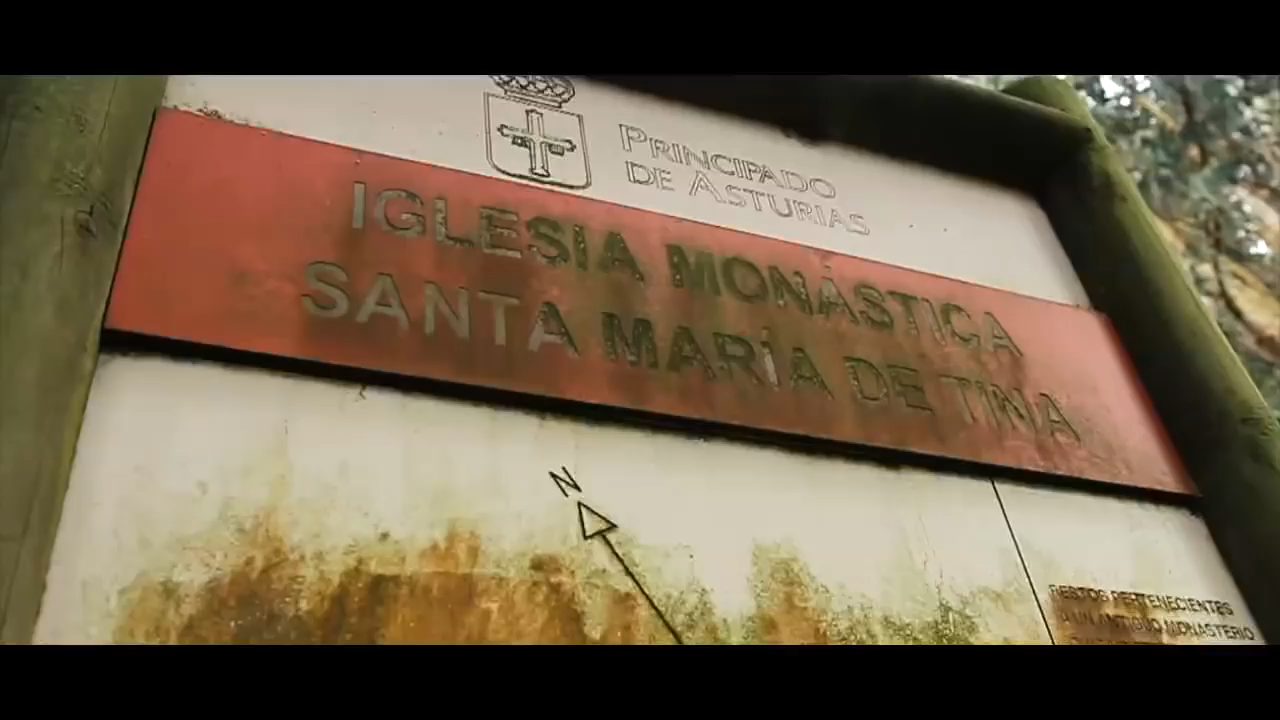 PRINCIPADO
DE ASTURIAS
IGLESIA MONÁSTICA
SANTA MARÍA DE TINA
N
RESTOS PERTENECIENTES
A UN ANTIGUO MONASTERIO